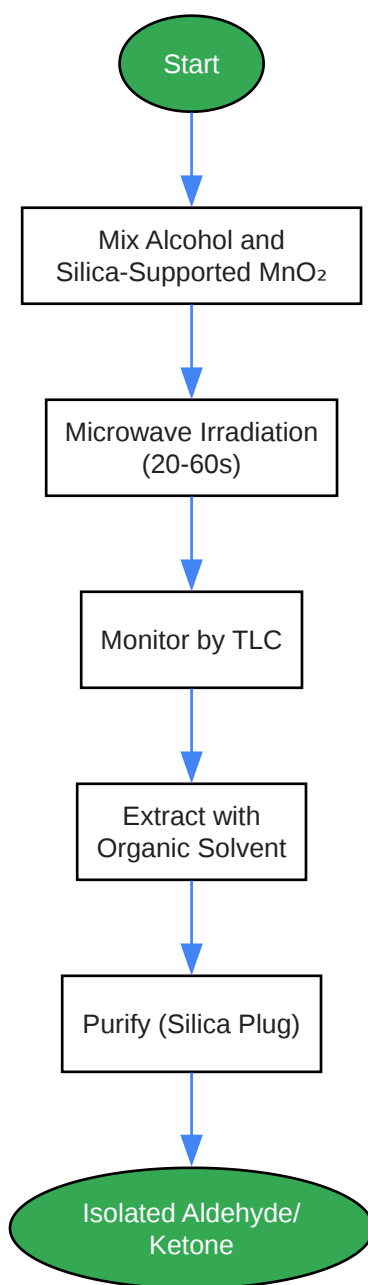 Start
Mix Alcohol and
Silica-Supported MnO₂
Microwave Irradiation
(20-60s)
Monitor by TLC
Extract with
Organic Solvent
Purify (Silica Plug)
Isolated Aldehyde/
Ketone